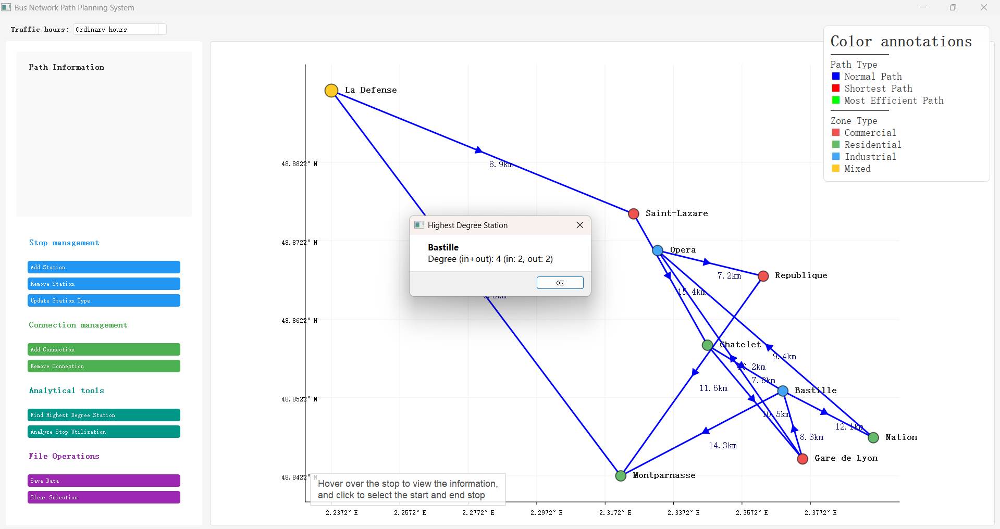 Bus Network Path Planning System
Traffic hours: Ordinary hours
Path Information
Stop management
Add Station
Remove Station
Update Station Type
Connection management
Add Connection
Remove Connection
Analytical tools
Find Highest Degree Station
Analyze Stop Utilization
File Operations
Save Data
Clear Selection
Color annotations
Path Type
Normal Path
Shortest Path
Most Efficient Path
Zone Type
Commercial
Residential
Industrial
Mixed
La Defense
8.9km
48.8822° N
Saint-Lazare
Highest Degree Station
Bastille
Degree (in+out): 4 (in: 2, out: 2)
OK
48.8722° N
Opera
7.2km
Republique
15.4km
48.8622° N
Chatelet
9.4km
10.2km
7.8km
11.6km
Bastille
48.8522° N
10.5km
12.1km
8.3km
Nation
14.3km
Gare de Lyon
Montparnasse
48.8422° N
Hover over the stop to view the information,
and click to select the start and end stop
2.2372° E
2.2572° E
2.2772° E
2.2972° E
2.3172° E
2.3372° E
2.3572° E
2.3772° E